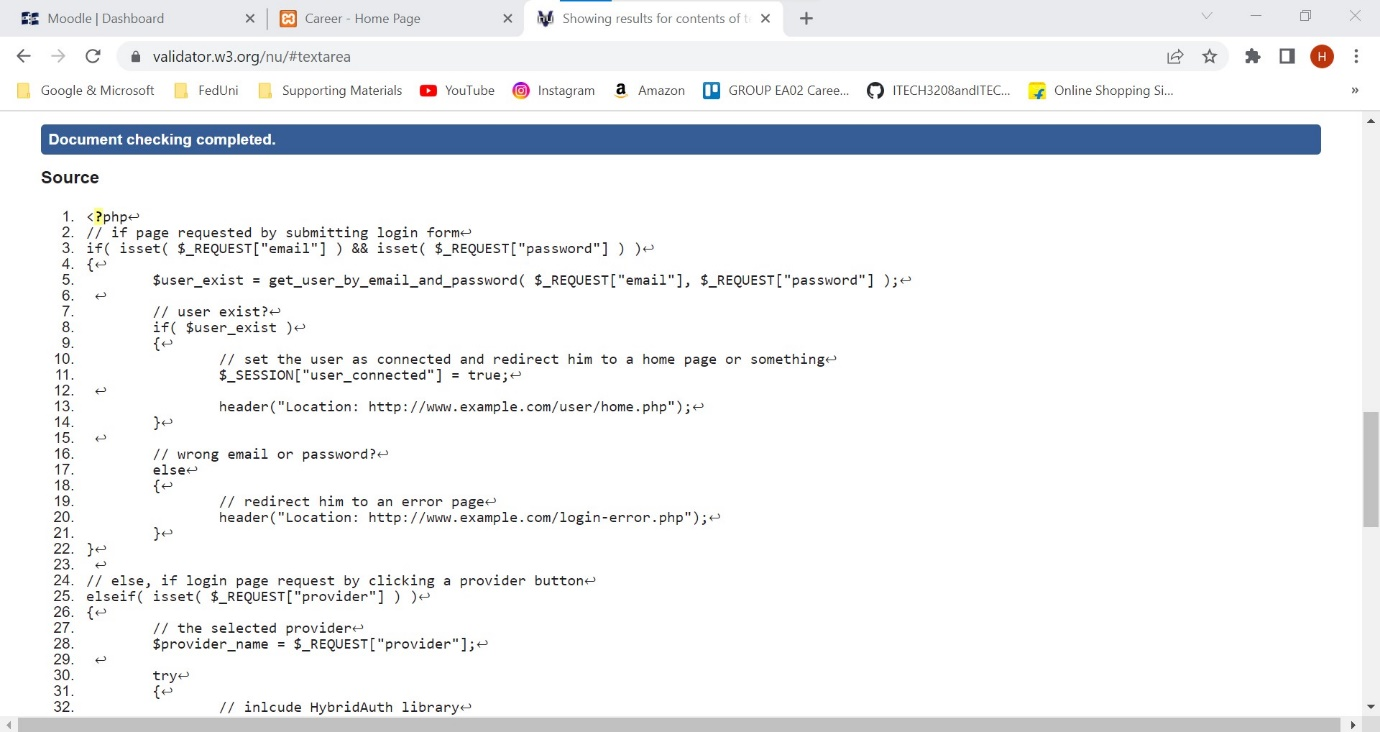 Moodle | Dashboard
Career - Home Page
Showing results for contents of t
validator.w3.org/nu/#textarea
H
Google & Microsoft
FedUni
Supporting Materials
YouTube
Instagram
Amazon
GROUP EA02 Caree...
ITECH3208andITEC...
Online Shopping Si...
»
Document checking completed.
Source
1. <?php↩
2. // if page requested by submitting login form↩
3. if( isset( $_REQUEST["email"] ) && isset( $_REQUEST["password"] ) )↩
4. {↩
5. $user_exist = get_user_by_email_and_password( $_REQUEST["email"], $_REQUEST["password"] );↩
6. ↩
7. // user exist?↩
8. if( $user_exist )↩
9. {↩
10. // set the user as connected and redirect him to a home page or something↩
11. $_SESSION["user_connected"] = true;↩
12. ↩
13. header("Location: http://www.example.com/user/home.php");↩
14. }↩
15. ↩
16. // wrong email or password?↩
17. else↩
18. {↩
19. // redirect him to an error page↩
20. header("Location: http://www.example.com/login-error.php");↩
21. }↩
22. }↩
23. ↩
24. // else, if login page request by clicking a provider button↩
25. elseif( isset( $_REQUEST["provider"] ) )↩
26. {↩
27. // the selected provider↩
28. $provider_name = $_REQUEST["provider"];↩
29. ↩
30. try↩
31. {↩
32. // inlcude HybridAuth library↩